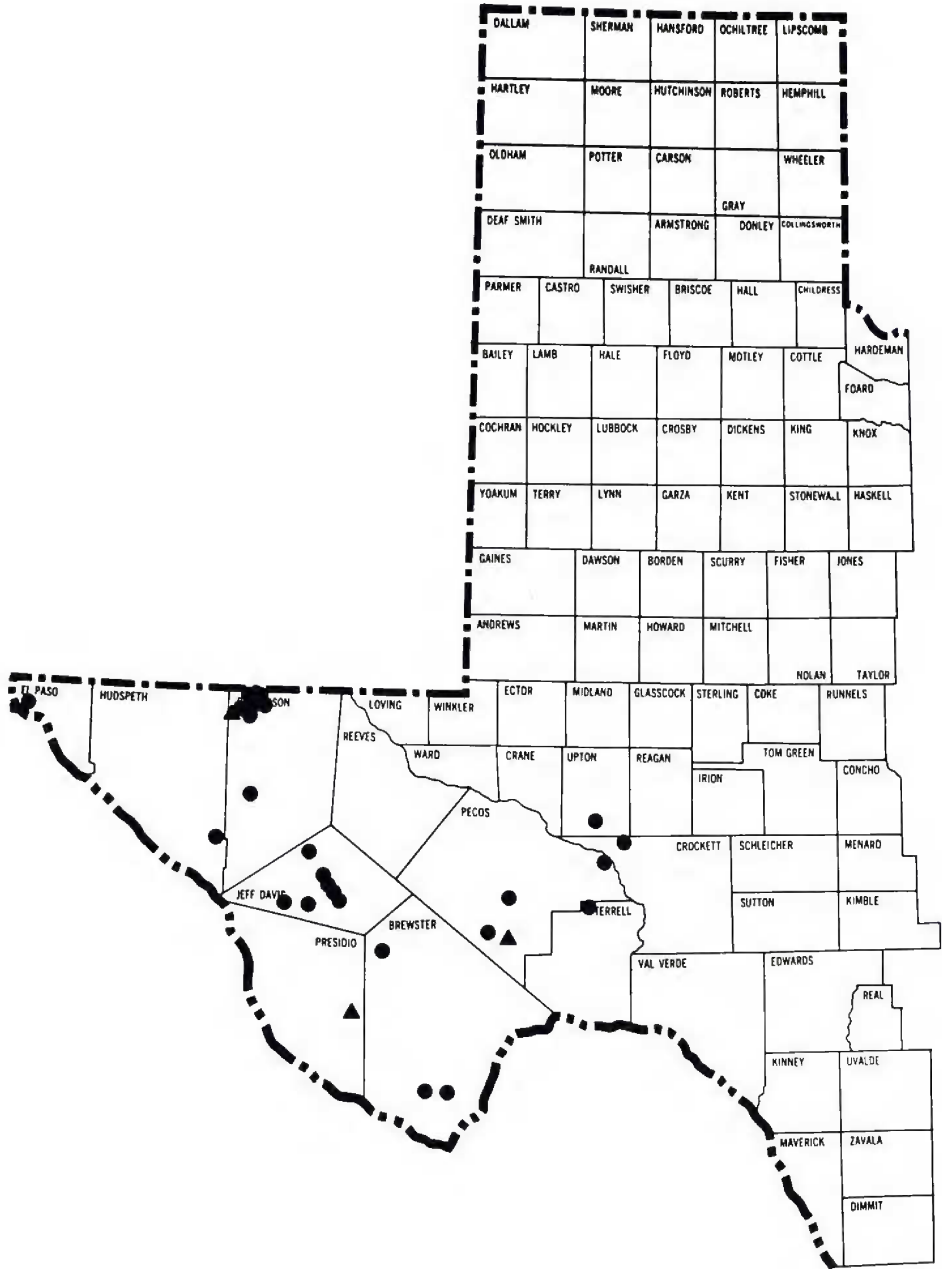 DALLAM SHERMAN HANSFORD OCHILTREE LIPSCOMB
HARTLEY MOORE HUTCHINSON ROBERTS HEMPHILL
OLDHAM POTTER CARSON WHEELER
GRAY
DEAF SMITH ARMSTRONG DONLEY COLLINGSWORTH
RANDALL
PARMER CASTRO SWISHER BRISCOE HALL CHILDRESS
HARDEMAN
BAILEY LAMB HALE FLOYD MOTLEY COTTLE
FOARD
COCHRAN HOCKLEY LUBBOCK CROSBY DICKENS KING KNOX
YOAKUM TERRY LYNN GARZA KENT STONEWALL HASKELL
GAINES DAWSON BORDEN SCURRY FISHER JONES
ANDREWS MARTIN HOWARD MITCHELL
NOLAN TAYLOR
EL PASO HUDSPETH LOVING WINKLER ECTOR MIDLAND GLASSCOCK STERLING COKE RUNNELS
REEVES WARD CRANE UPTON REAGAN IRION TOM GREEN CONCHO
PECOS
CROCKETT SCHLEICHER MENARD
JEFF DAVIS TERRELL SUTTON KIMBLE
PRESIDIO BREWSTER
VAL VERDE EDWARDS
REAL
KINNEY UVALDE
MAVERICK ZAVALA
DIMMIT